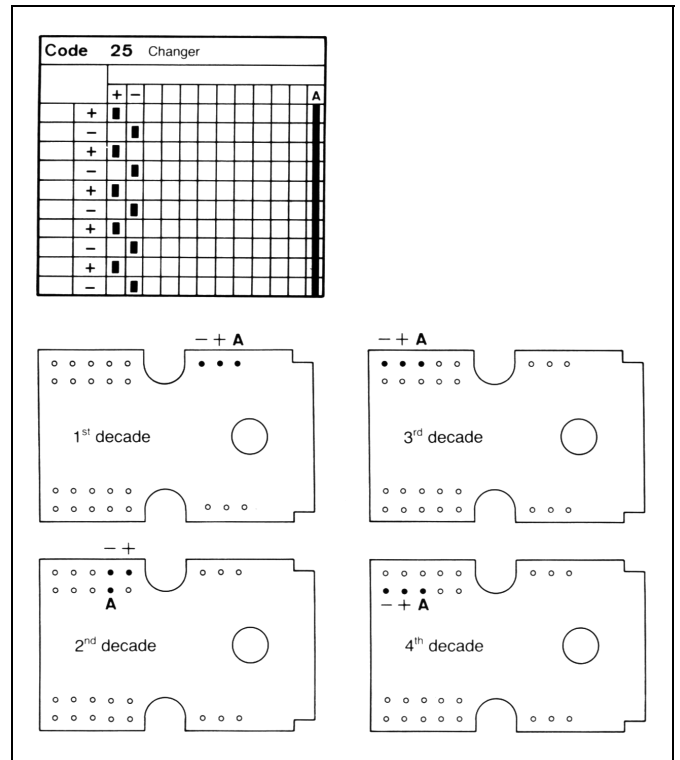 Code 25 Changer
+ − A
+
−
+
−
+
−
+
−
+
−
− + A
1st decade
− + A
3rd decade
− +
A
2nd decade
− + A
4th decade